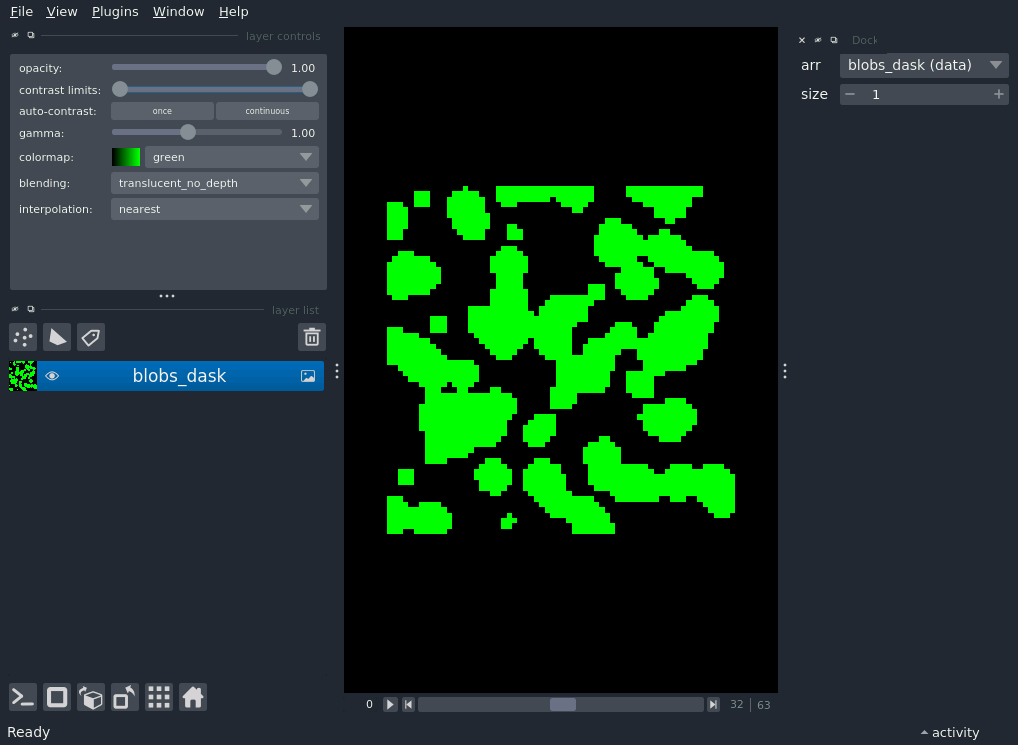 File View Plugins Window Help
layer controls
opacity: 1.00
contrast limits:
auto-contrast: once continuous
gamma: 1.00
colormap: green
blending: translucent_no_depth
interpolation: nearest
layer list
blobs_dask
0 32 63
Ready
Dock
arr blobs_dask (data)
size 1
activity